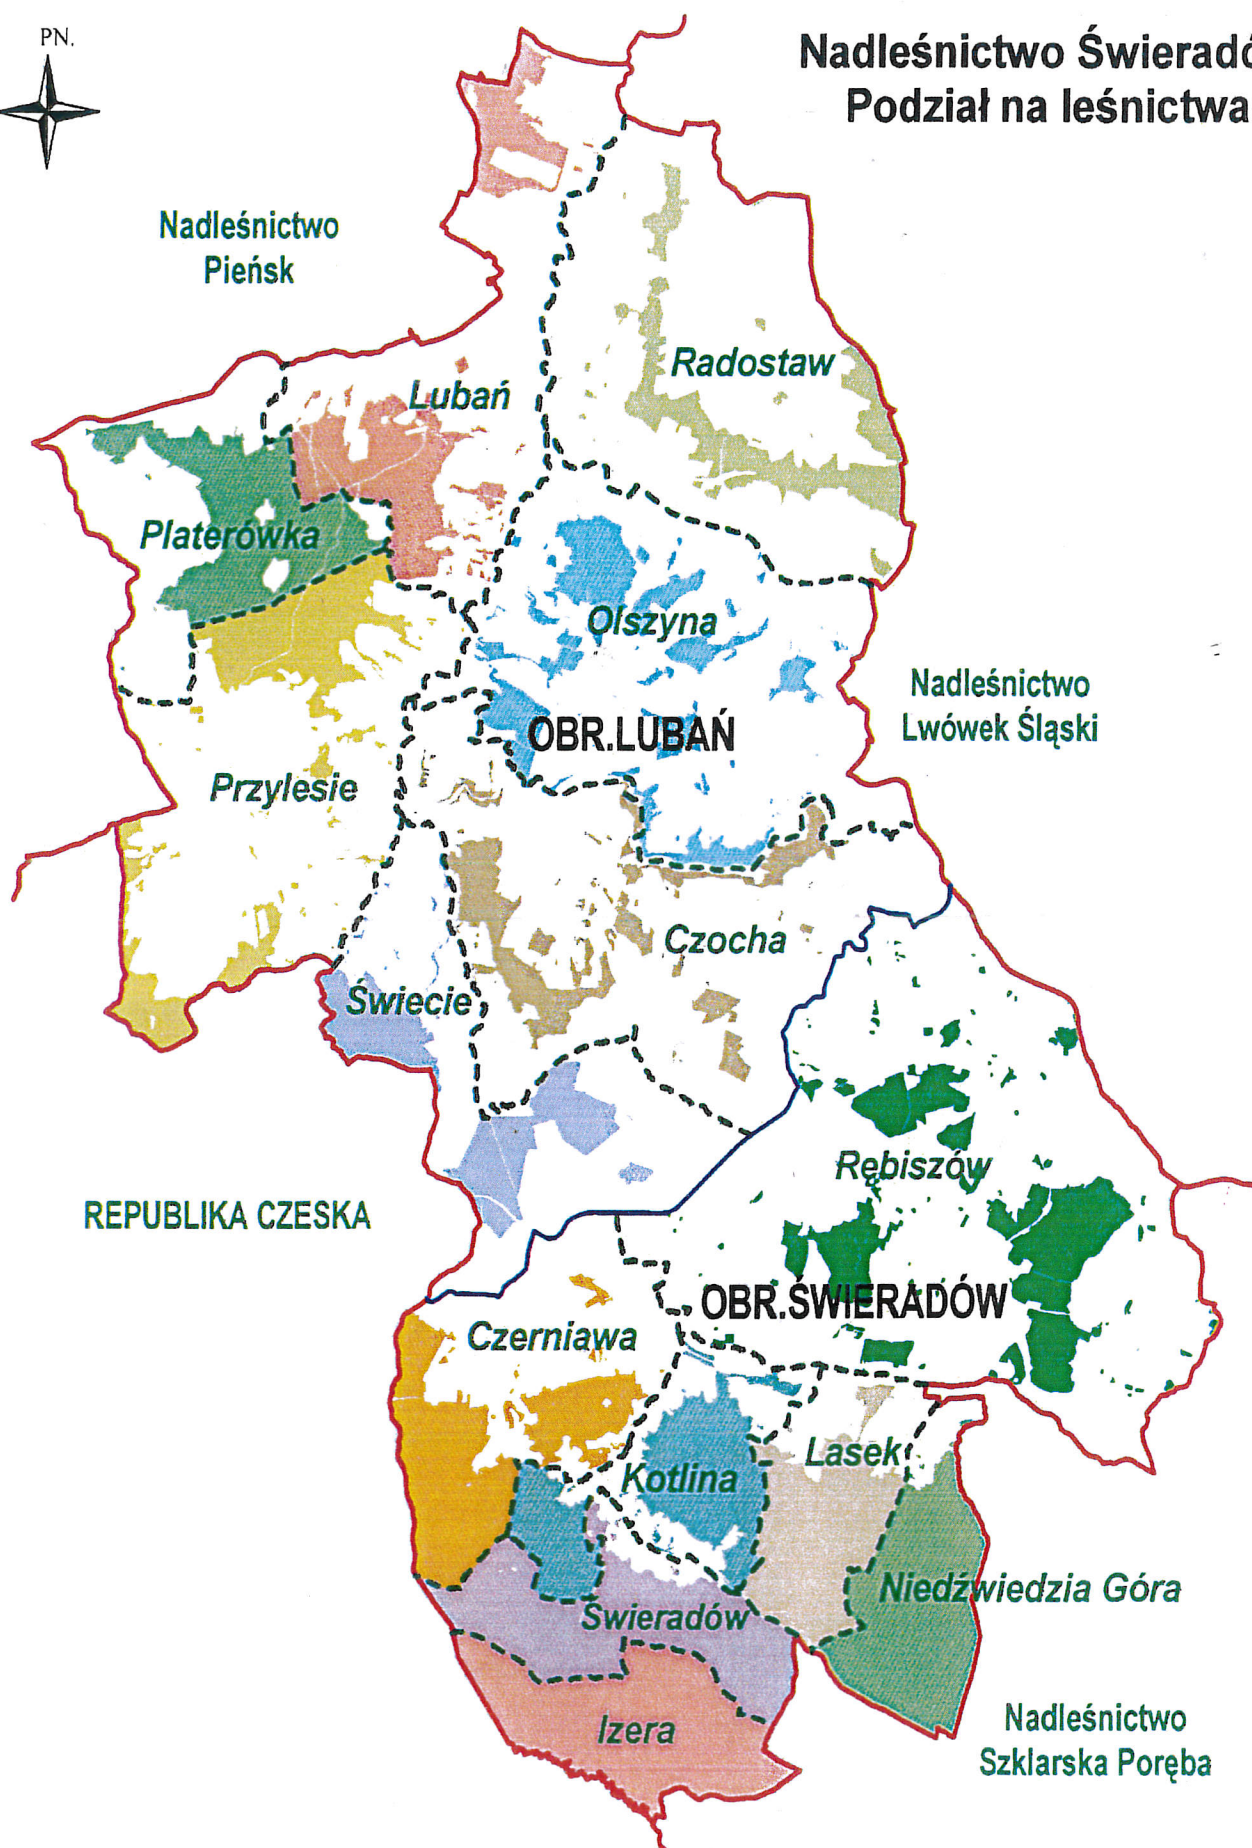 PN.
Nadleśnictwo Świeradó
Podział na leśnictwa
Nadleśnictwo
Pieńsk
Radostaw
Lubań
Platerówka
Olszyna
Nadleśnictwo
Lwówek Śląski
OBR.LUBAŃ
Przylesie
Czocha
Świecie
Rębiszów
REPUBLIKA CZESKA
OBR.ŚWIERADÓW
Czerniawa
Lasek
Kotlina
Niedźwiedzia Góra
Świeradów
Izera
Nadleśnictwo
Szklarska Poręba